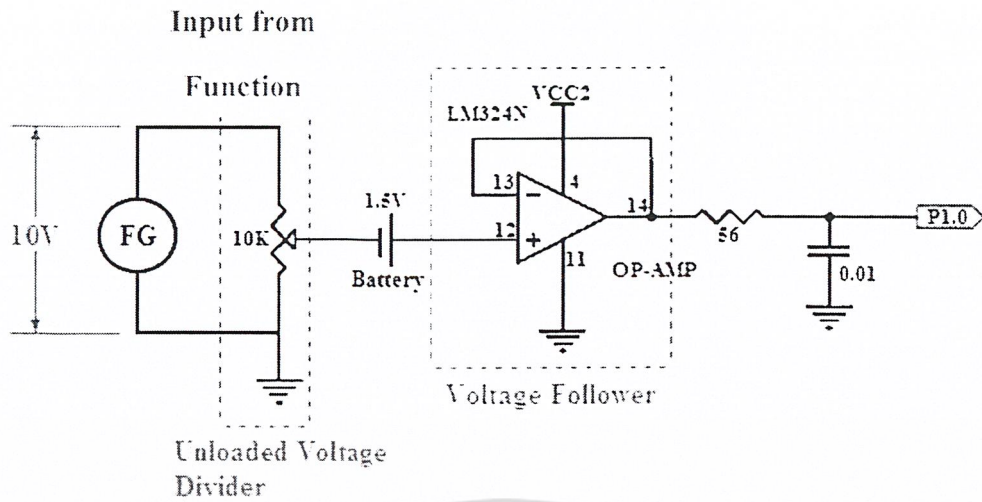 Input from
Function
10V
FG
10K
1.5V
Battery
LM324N
VCC2
13
4
12
11
14
OP-AMP
56
0.01
P1.0
Voltage Follower
Unloaded Voltage
Divider